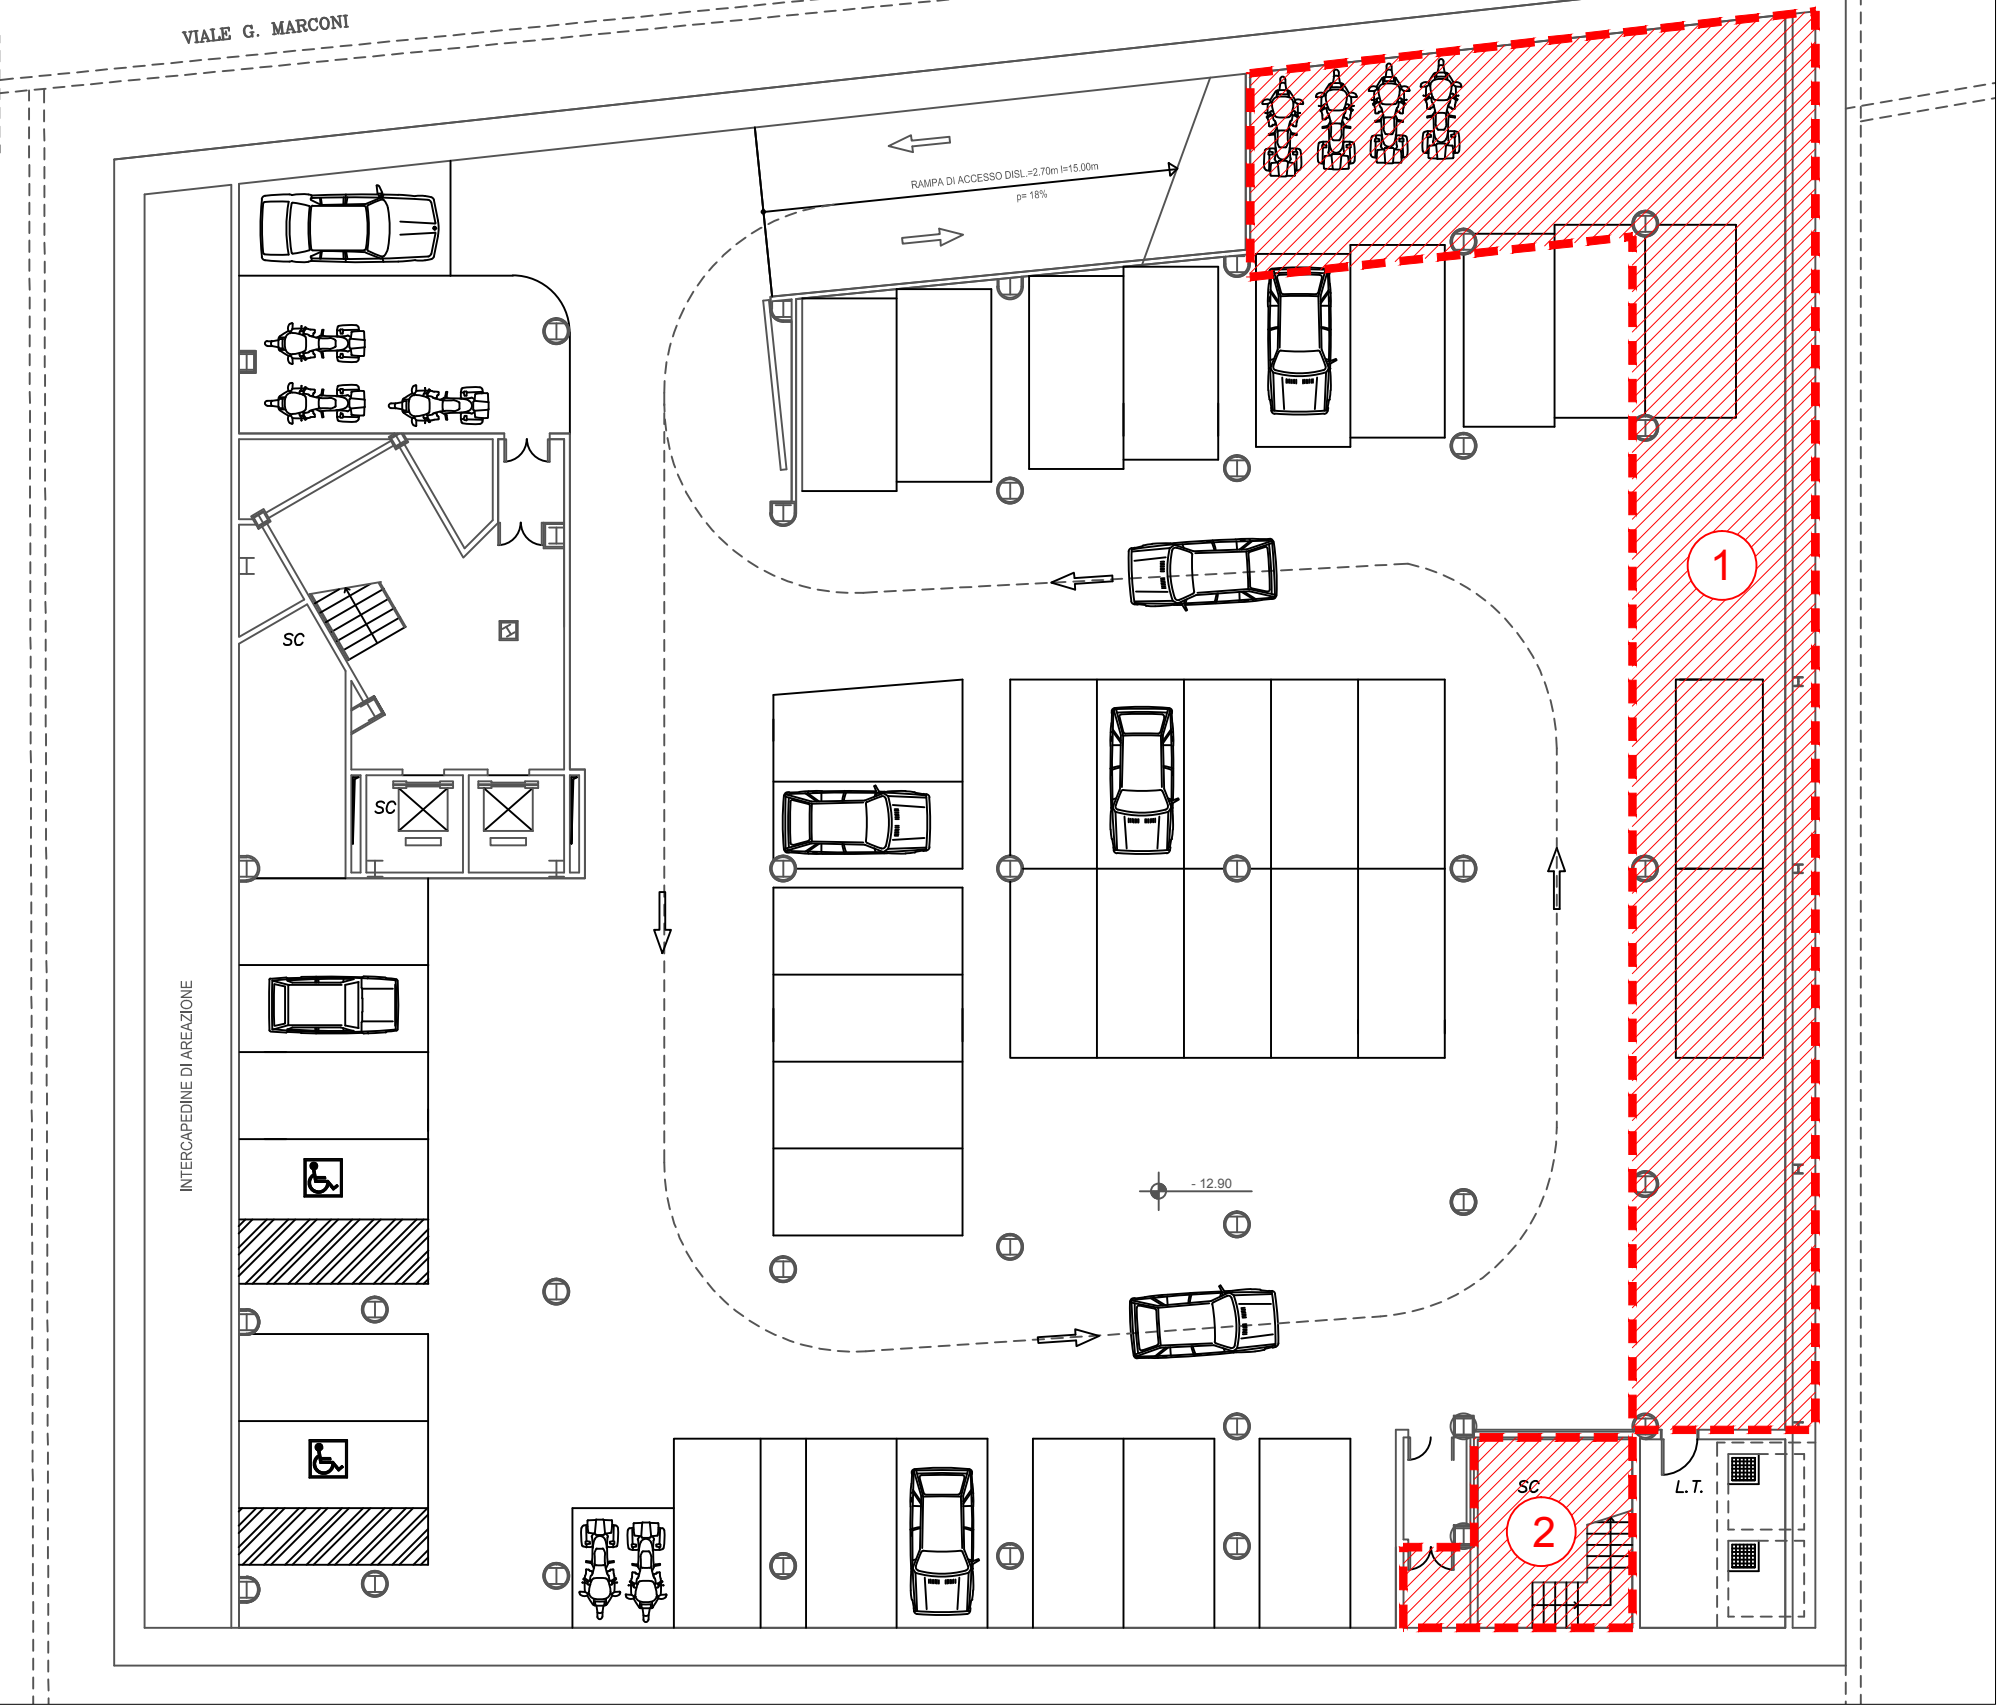 VIALE G. MARCONI
RAMPA DI ACCESSO DISL.=2.70m l=15.00m
p= 18%
1
SC
SC
INTERCAPEDINE DI AREAZIONE
- 12.90
SC
L.T.
2